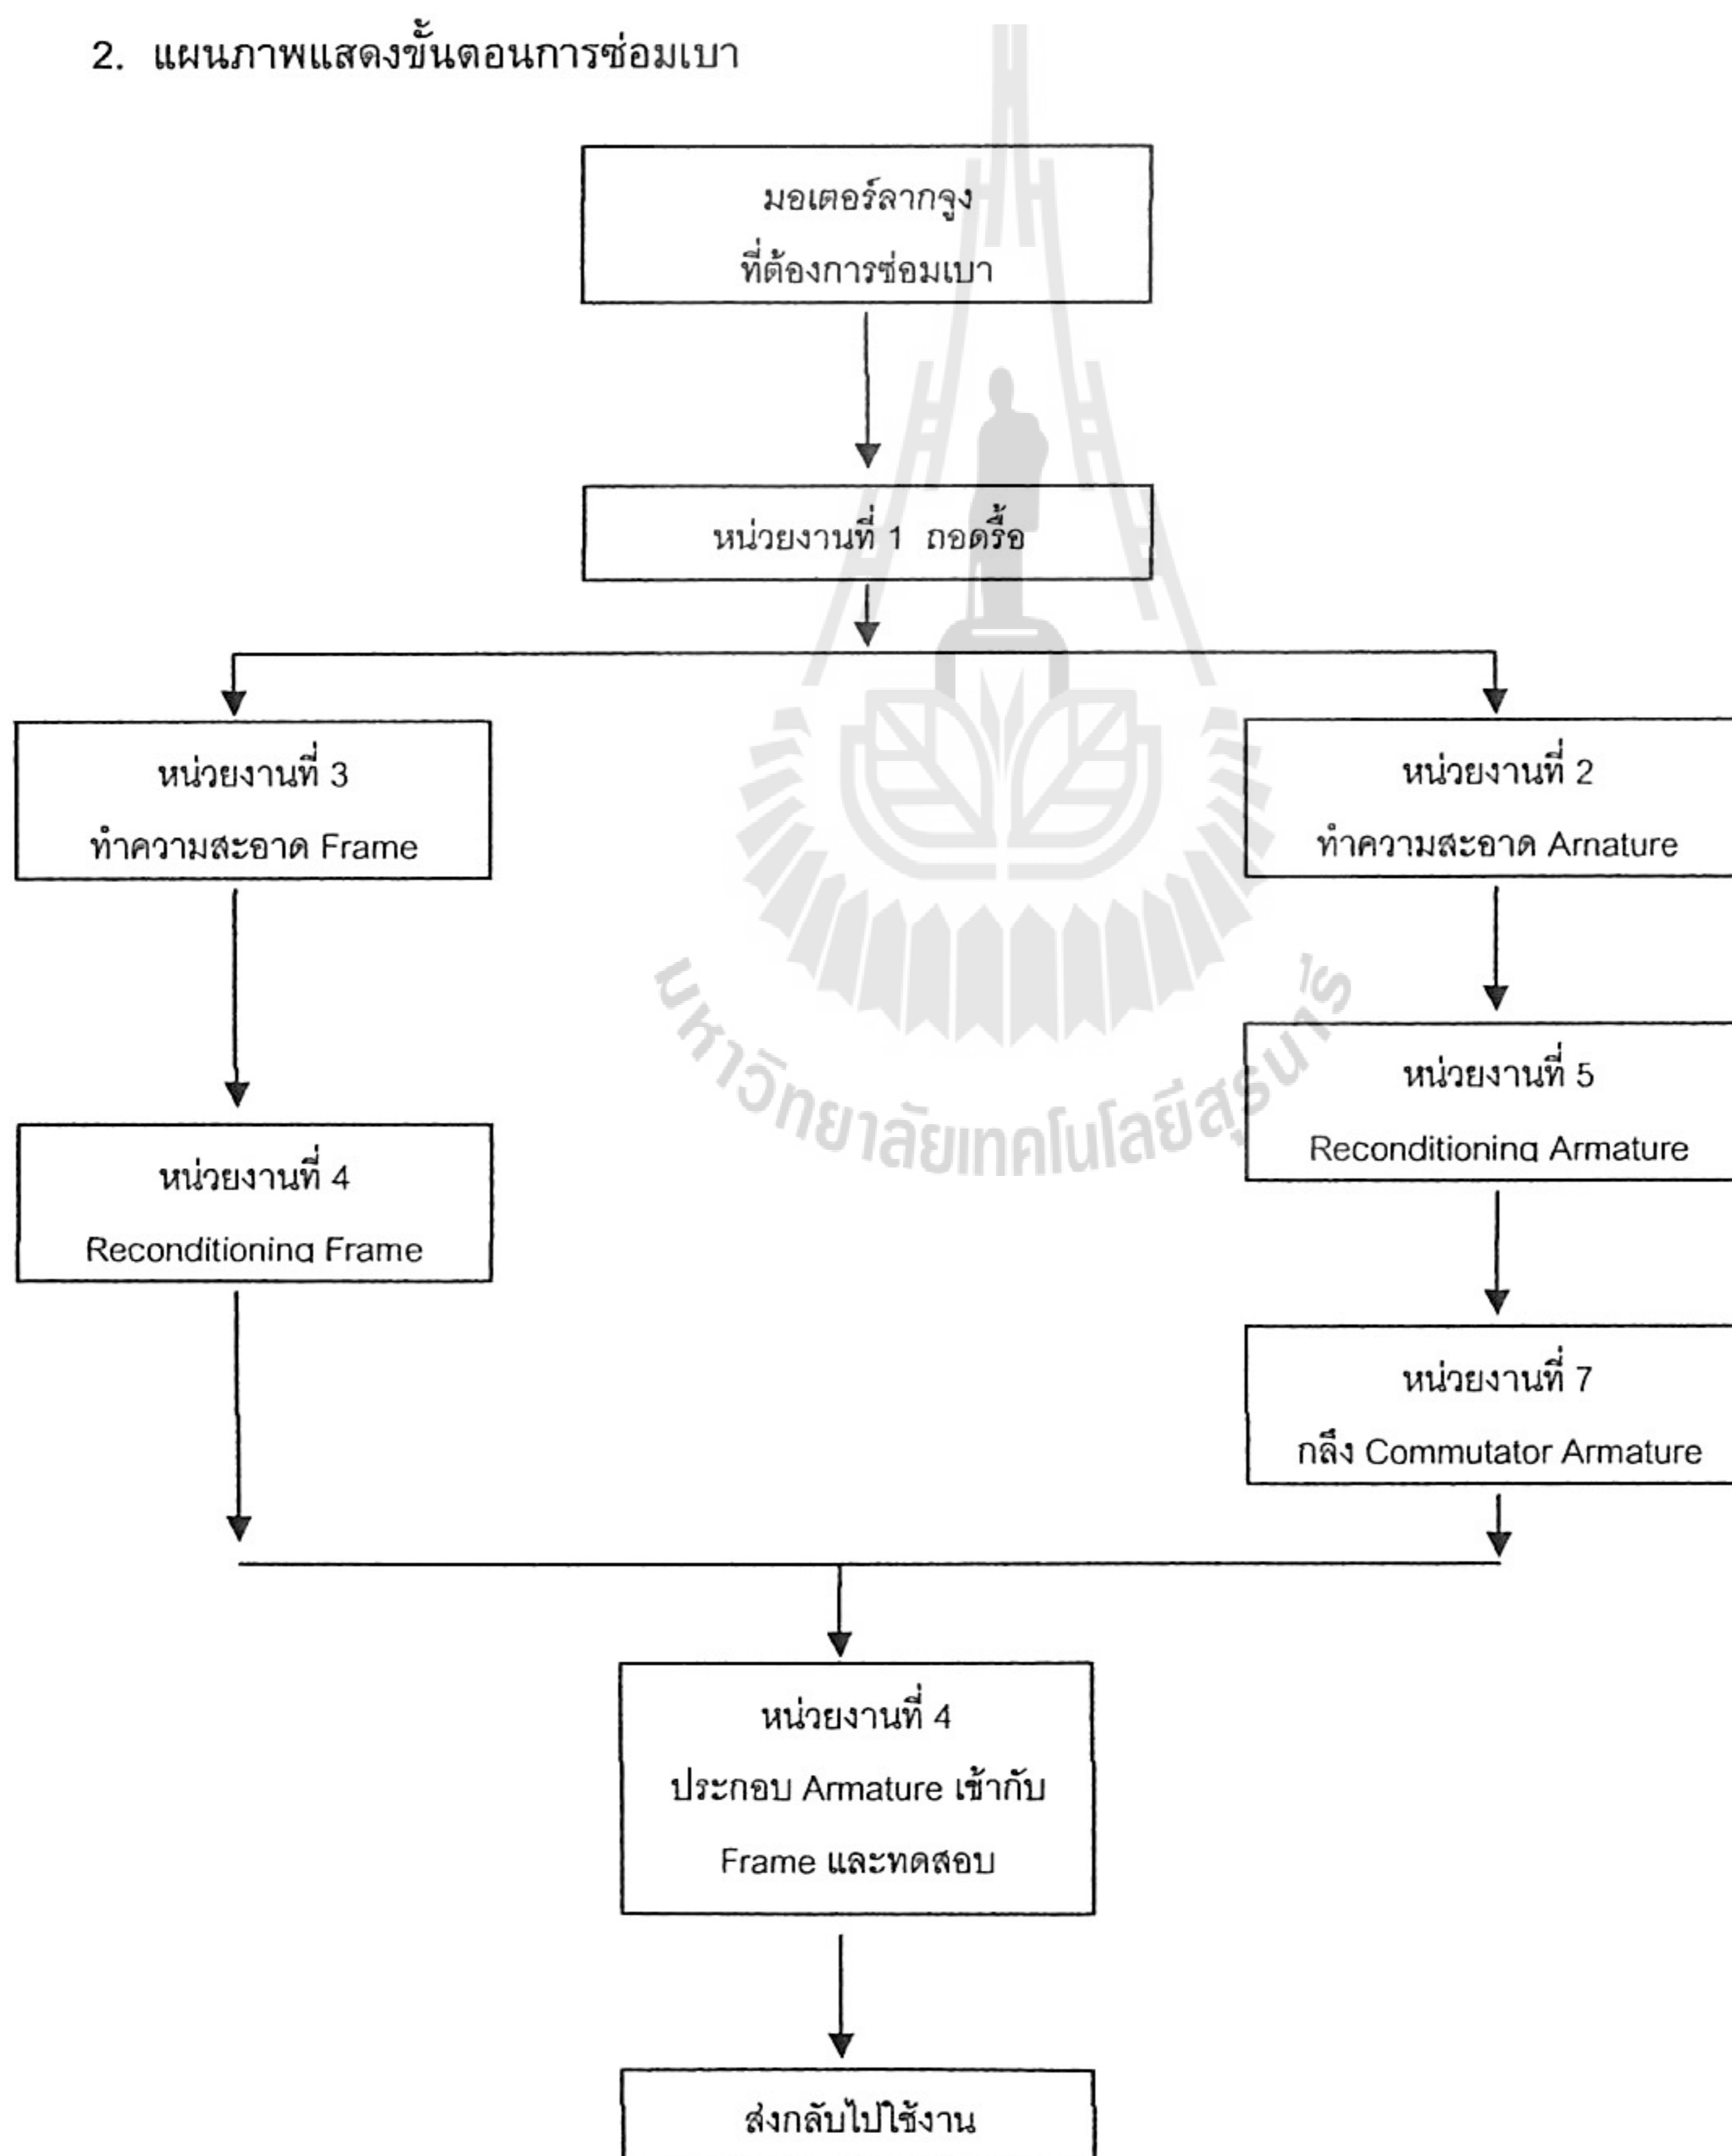 2. แผนภาพแสดงขั้นตอนการซ่อมเบา
มอเตอร์ลากจูง
ที่ต้องการซ่อมเบา
หน่วยงานที่ 1 ถอดรื้อ
หน่วยงานที่ 3
ทำความสะอาด Frame
หน่วยงานที่ 2
ทำความสะอาด Arnature
หน่วยงานที่ 4
Reconditioning Frame
หน่วยงานที่ 5
Reconditioning Armature
หน่วยงานที่ 7
กลึง Commutator Armature
หน่วยงานที่ 4
ประกอบ Armature เข้ากับ
Frame และทดสอบ
ส่งกลับไปใช้งาน
มหาวิทยาลัยเทคโนโลยีสุรนารี